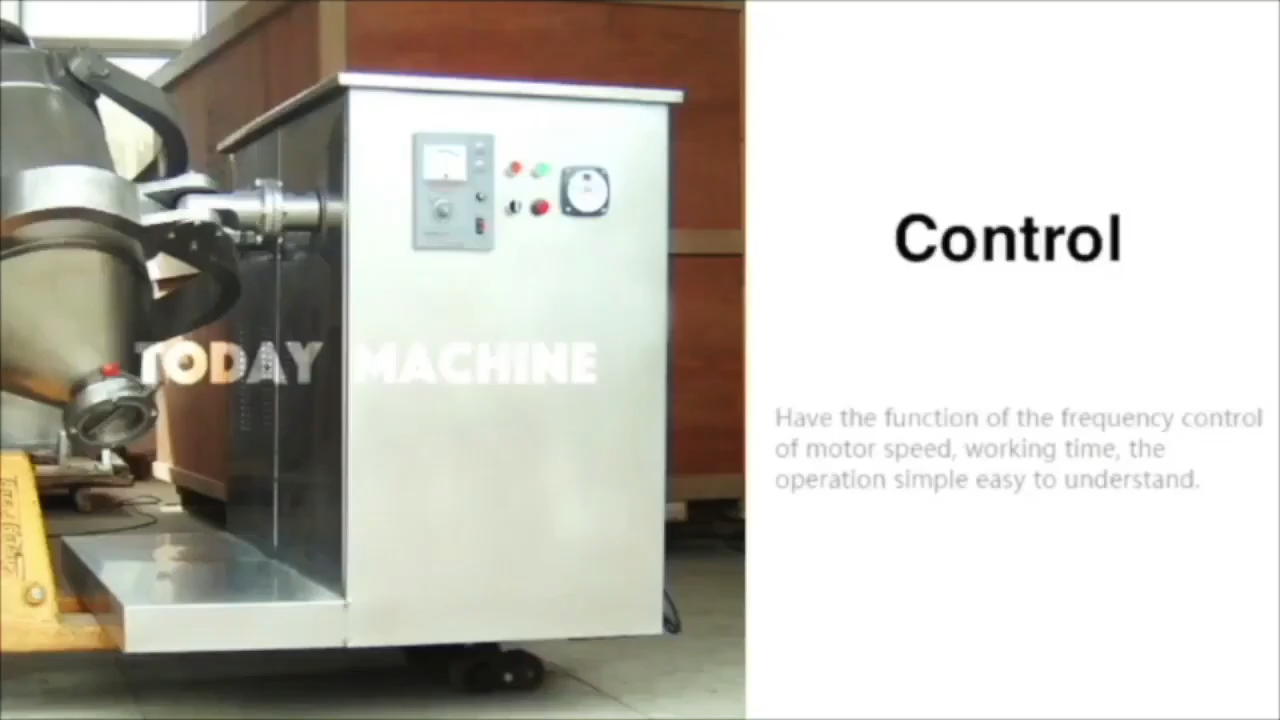 TODAY MACHINE
Control
Have the function of the frequency control
of motor speed, working time, the
operation simple easy to understand.